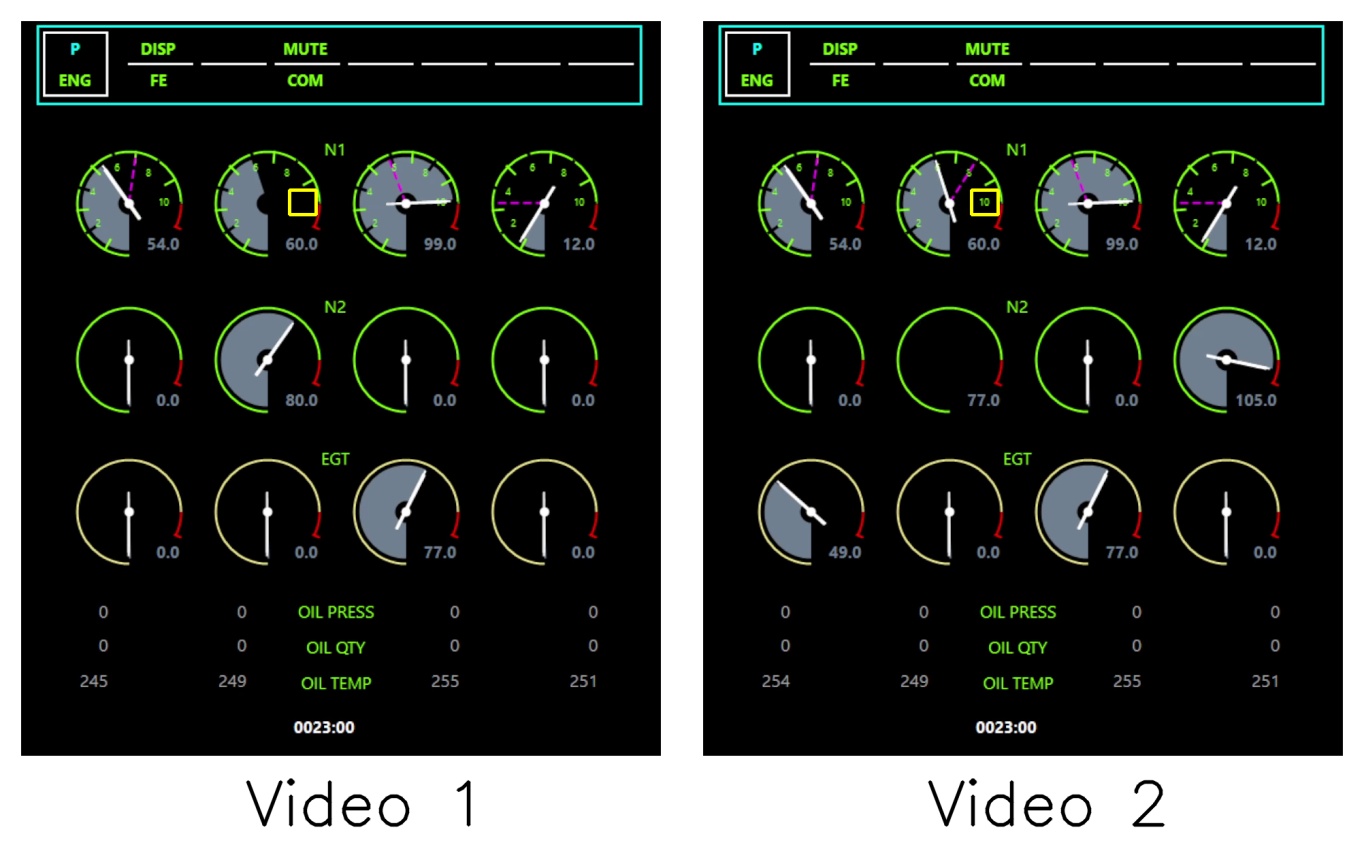 P DISP MUTE
ENG FE COM
N1
6 8 4 10 2
54.0
6 8 4 2
60.0
6 8 4 10 2
99.0
6 8 4 10 2
12.0
N2
0.0 80.0 0.0 0.0
EGT
0.0 0.0 77.0 0.0
0 0 OIL PRESS 0 0
0 0 OIL QTY 0 0
245 249 OIL TEMP 255 251
0023:00
Video 1
P DISP MUTE
ENG FE COM
N1
6 8 4 10 2
54.0
6 8 4 10 2
60.0
6 8 4 10 2
99.0
6 8 4 10 2
12.0
N2
0.0 77.0 0.0 105.0
EGT
49.0 0.0 77.0 0.0
0 0 OIL PRESS 0 0
0 0 OIL QTY 0 0
254 249 OIL TEMP 255 251
0023:00
Video 2